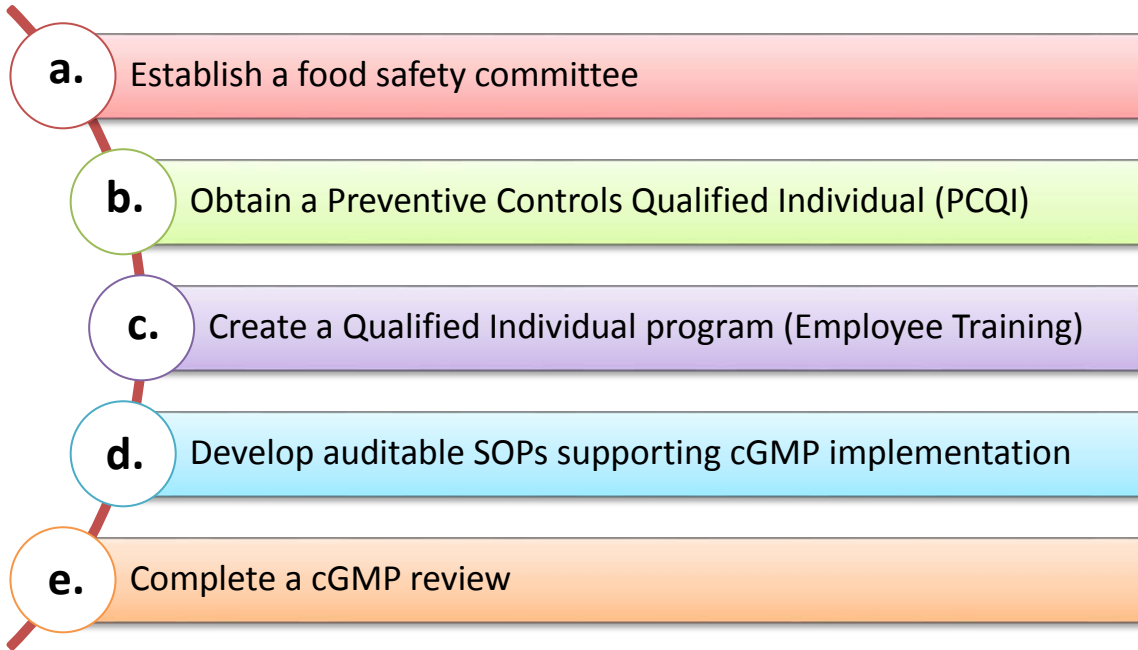 a. Establish a food safety committee
b. Obtain a Preventive Controls Qualified Individual (PCQI)
c. Create a Qualified Individual program (Employee Training)
d. Develop auditable SOPs supporting cGMP implementation
e. Complete a cGMP review